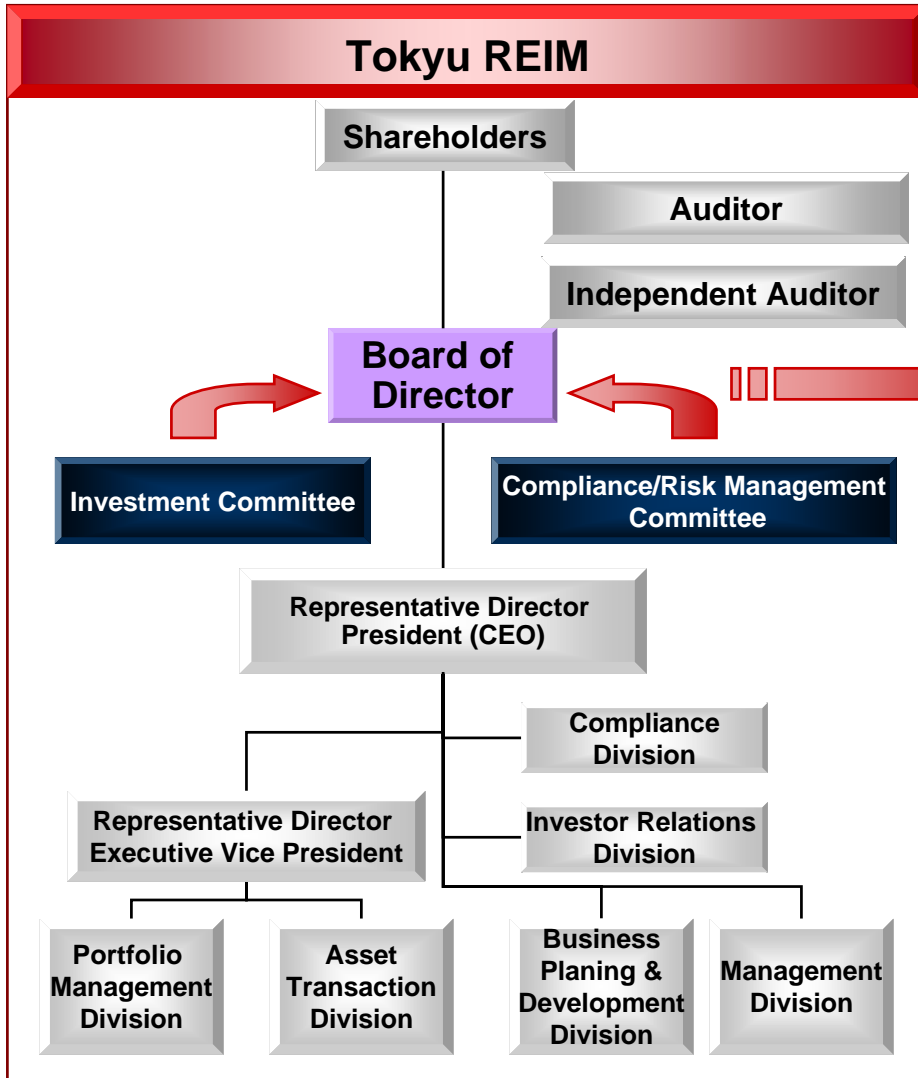 Tokyu REIM
Shareholders
Auditor
Independent Auditor
Board of
Director
Investment Committee
Compliance/Risk Management
Committee
Representative Director
President (CEO)
Compliance
Division
Representative Director
Executive Vice President
Investor Relations
Division
Portfolio
Management
Division
Asset
Transaction
Division
Business
Planing &
Development
Division
Management
Division